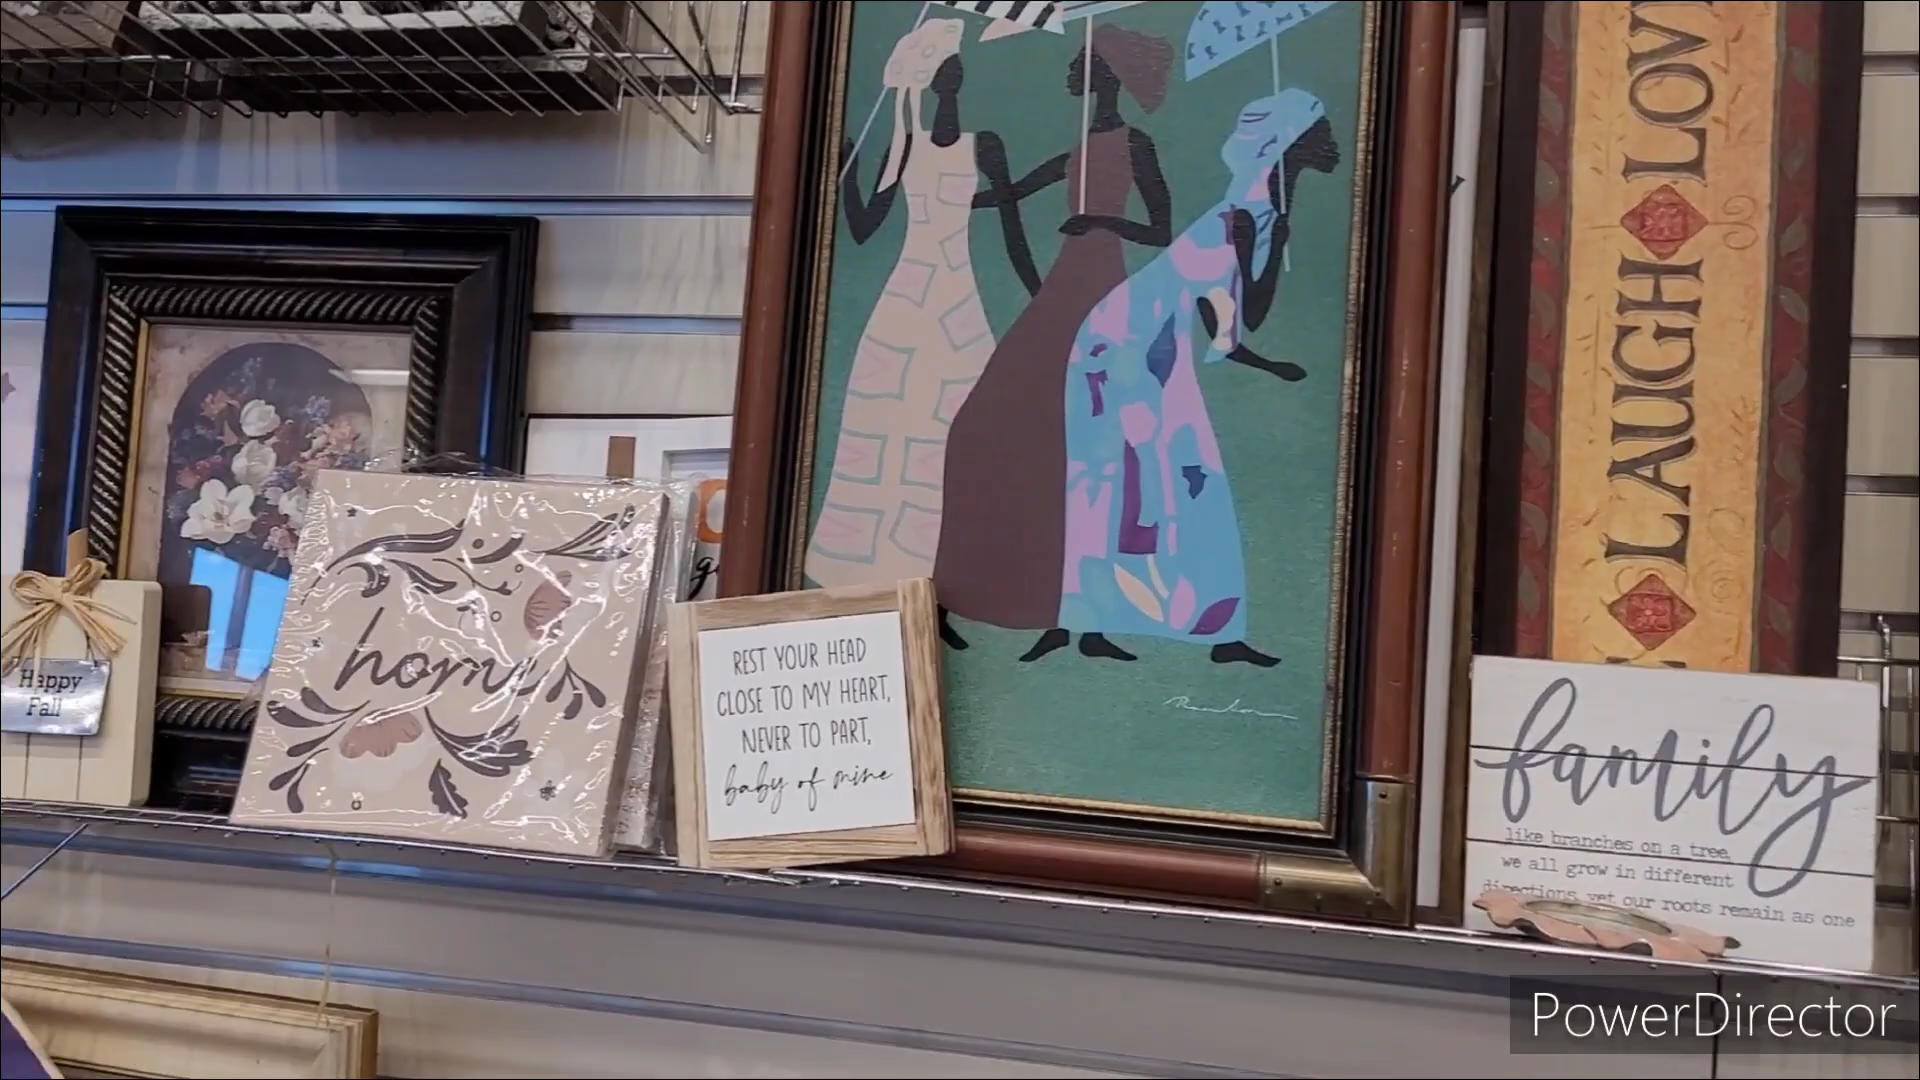 Happy
Fall
home
REST YOUR HEAD
CLOSE TO MY HEART,
NEVER TO PART,
baby of mine
LAUGH LOV
family
like branches on a tree,
we all grow in different
directions, yet our roots remain as one
PowerDirector